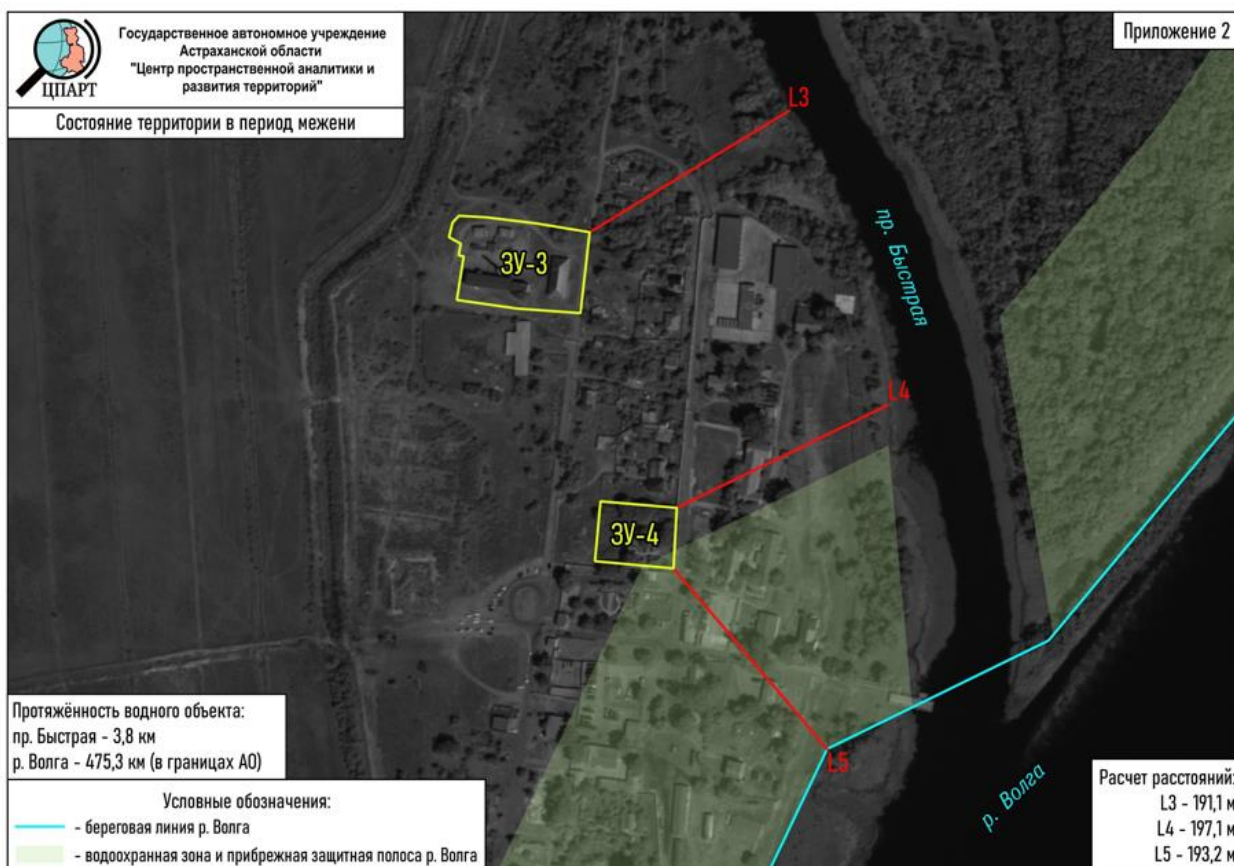 Государственное автономное учреждение
Астраханской области
"Центр пространственной аналитики и
развития территорий"
ЦПАРТ
Состояние территории в период межени
Приложение 2
L3
ЗУ-3
пр. Быстрая
L4
ЗУ-4
L5
р. Волга
Протяжённость водного объекта:
пр. Быстрая - 3,8 км
р. Волга - 475,3 км (в границах АО)
Условные обозначения:
- береговая линия р. Волга
- водоохранная зона и прибрежная защитная полоса р. Волга
Расчет расстояний:
L3 - 191,1 м
L4 - 197,1 м
L5 - 193,2 м